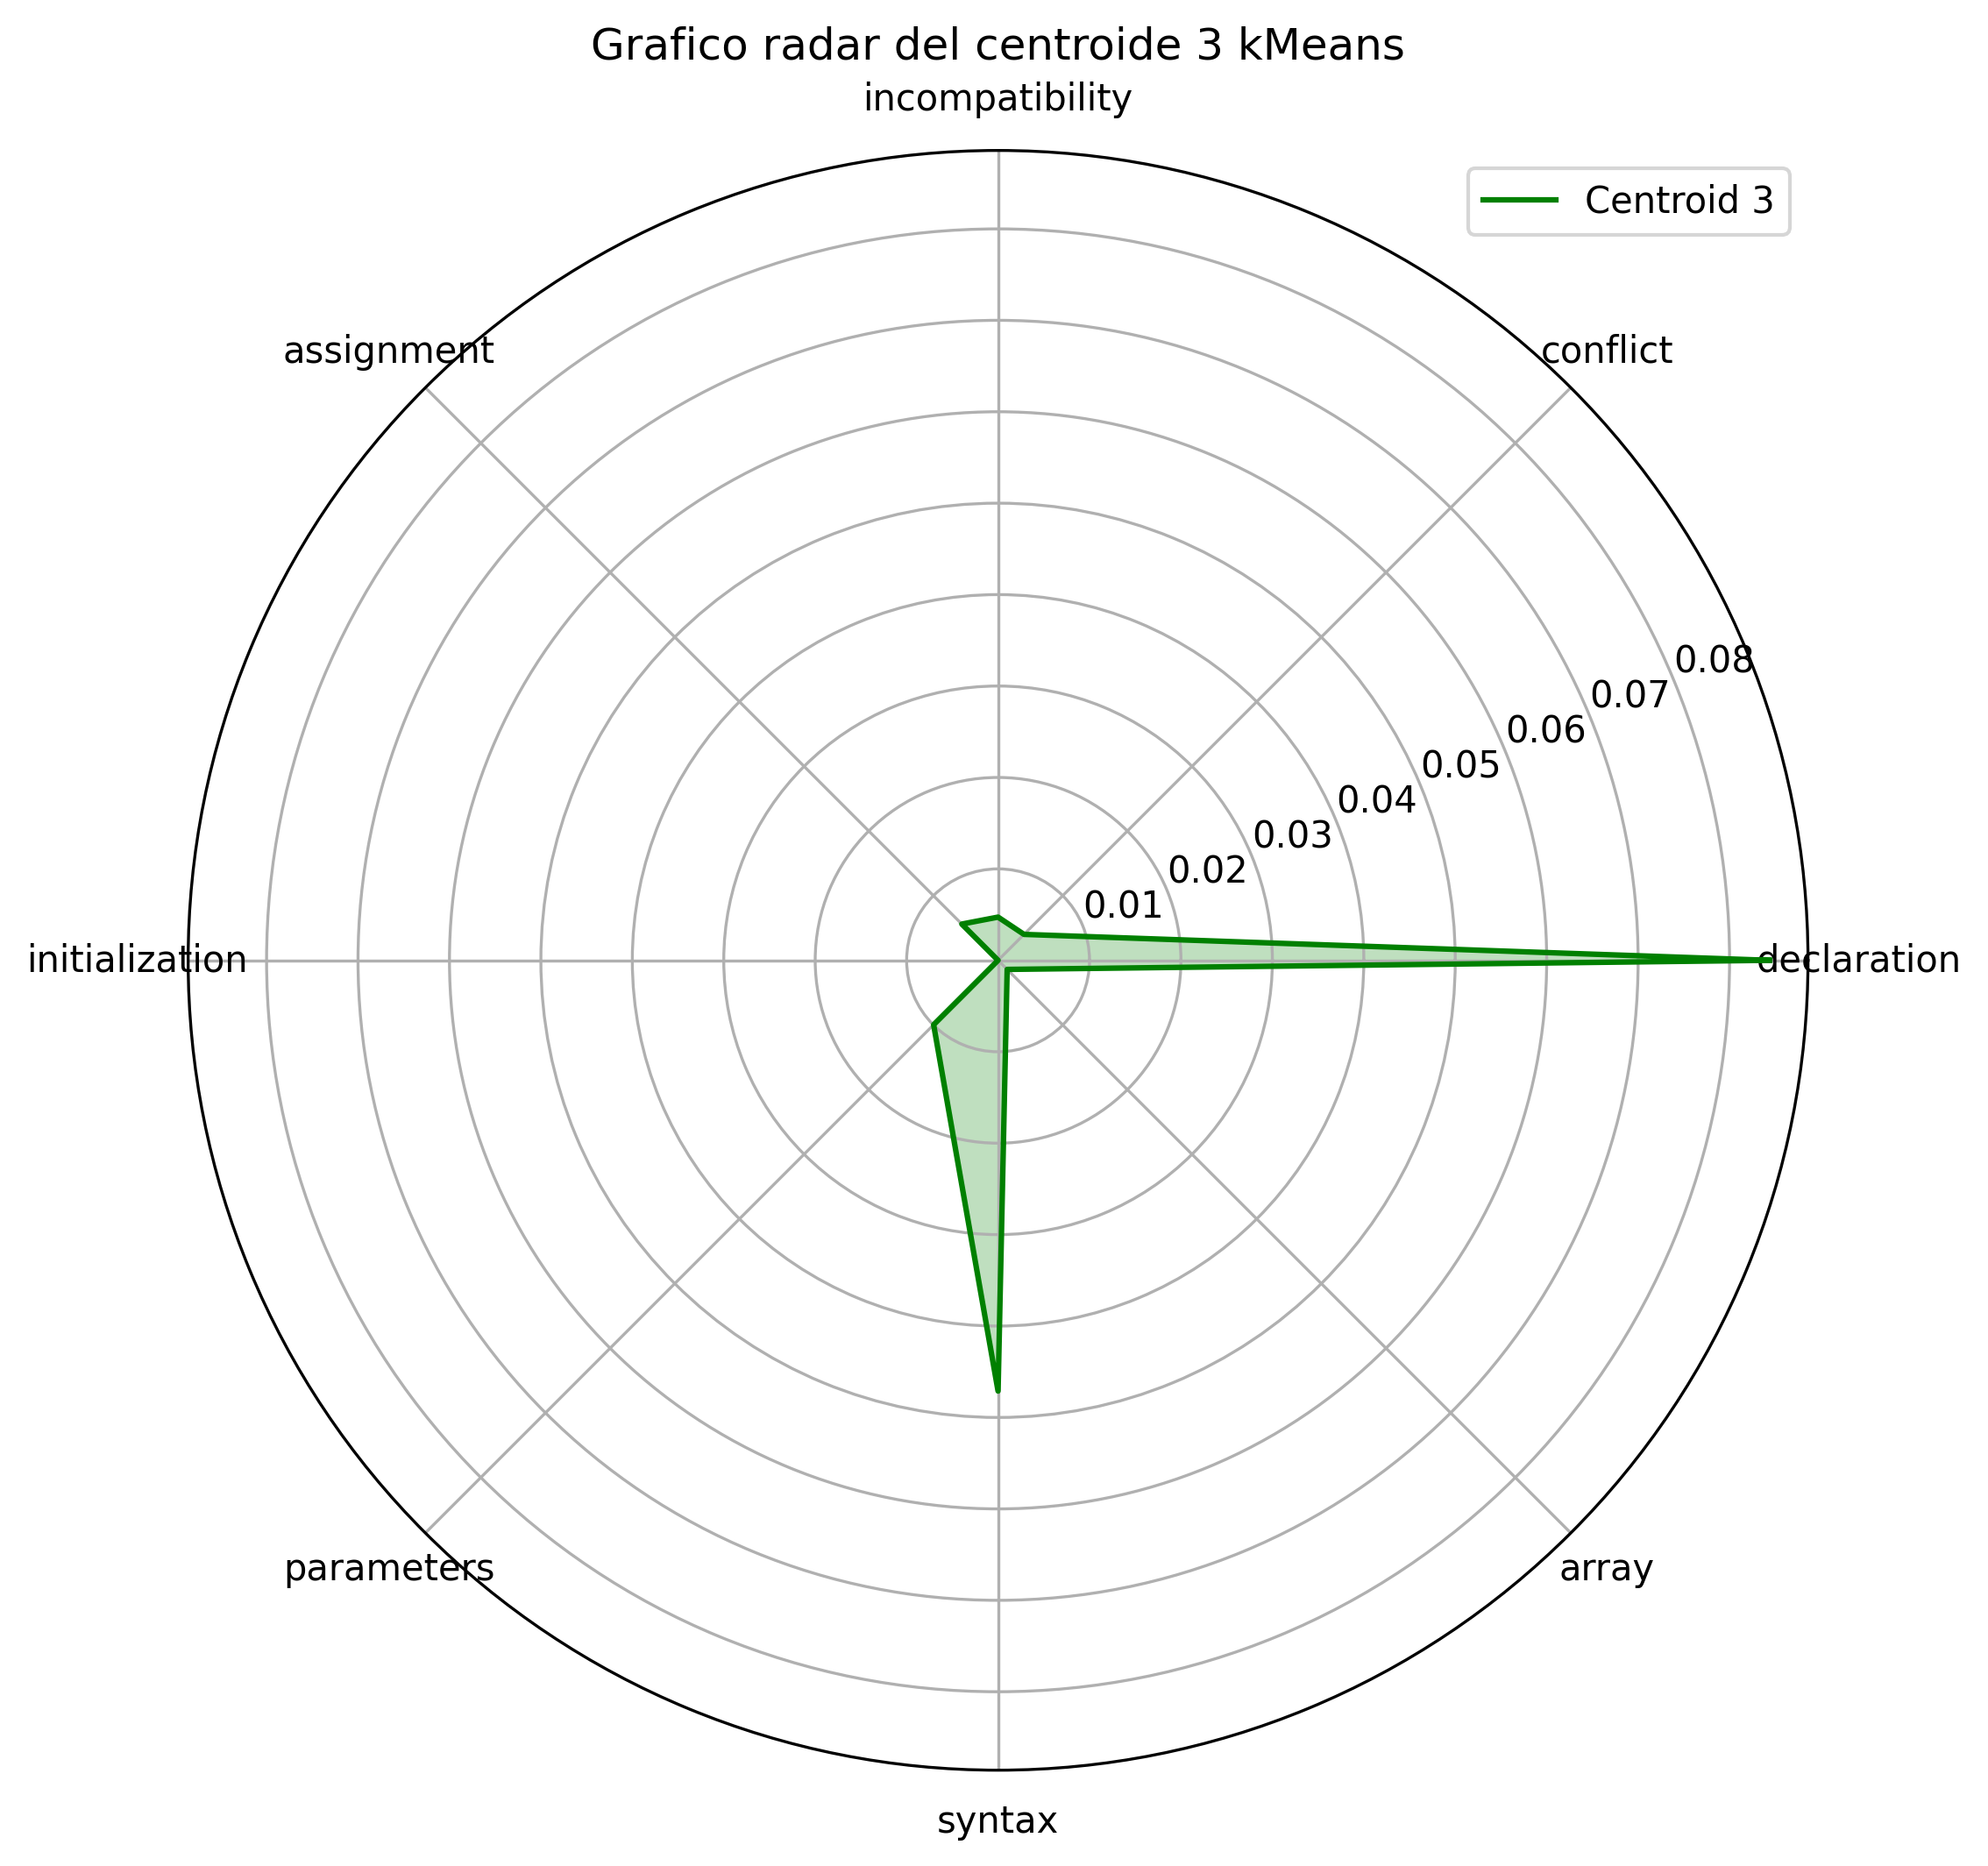 Grafico radar del centroide 3 kMeans
incompatibility
Centroid 3
assignment
conflict
0.08
0.07
0.06
0.05
0.04
0.03
0.02
0.01
initialization
declaration
parameters
array
syntax